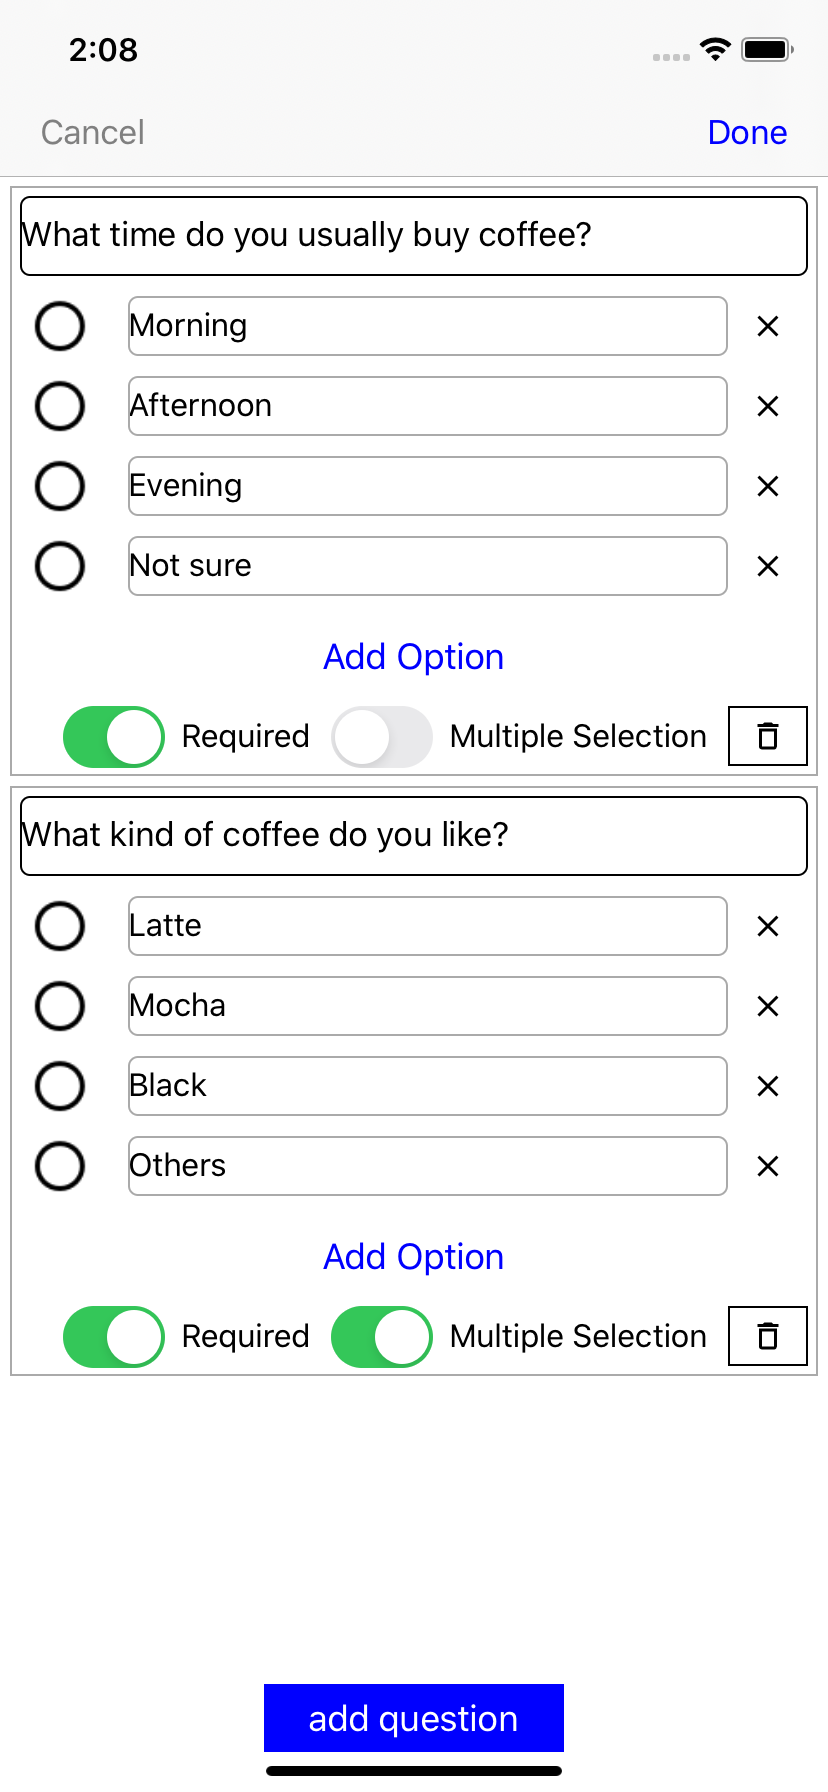 2:08
Cancel Done
What time do you usually buy coffee?
Morning
Afternoon
Evening
Not sure
Add Option
Required Multiple Selection
What kind of coffee do you like?
Latte
Mocha
Black
Others
Add Option
Required Multiple Selection
add question